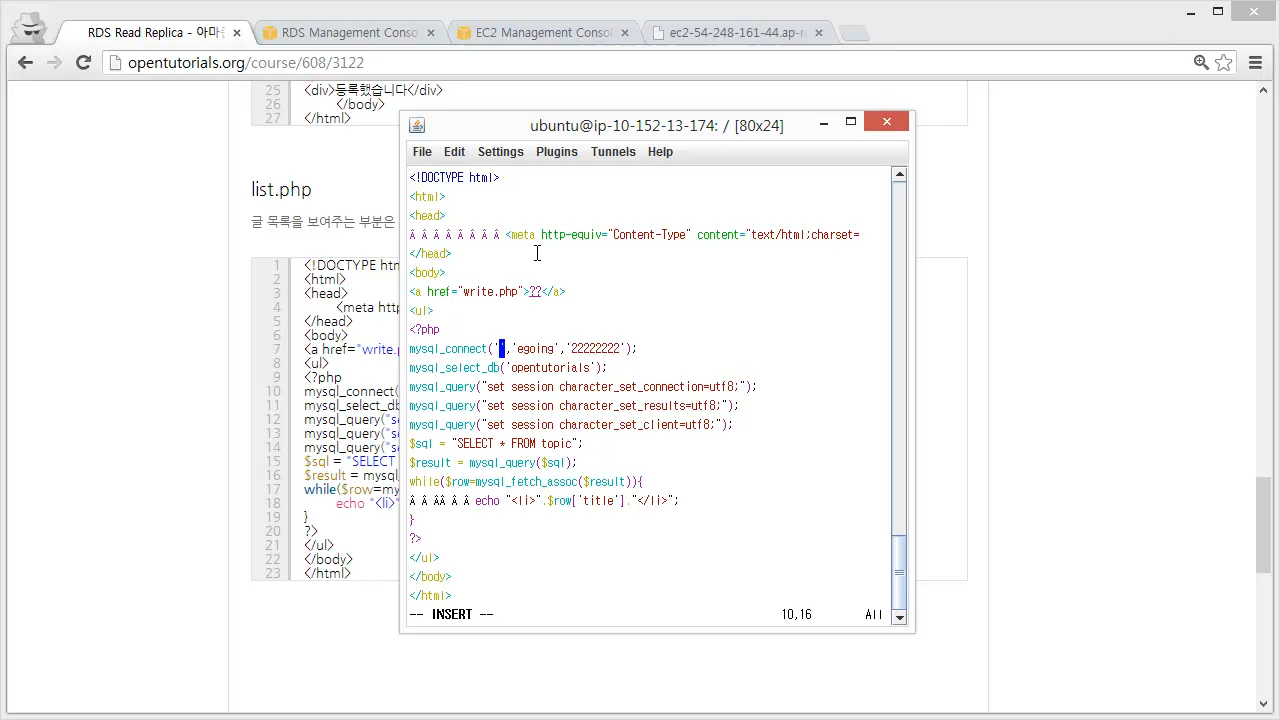 RDS Read Replica - 아마
RDS Management Conso
EC2 Management Consol
ec2-54-248-161-44.ap-n
opentutorials.org/course/608/3122
25 <div>등록했습니다</div>
26 </body>
27 </html>
list.php
글 목록을 보여주는 부분은
1 <!DOCTYPE htm
2 <html>
3 <head>
4 <meta http
5 </head>
6 <body>
7 <a href="write.p
8 <ul>
9 <?php
10 mysql_connect(
11 mysql_select_db
12 mysql_query("se
13 mysql_query("se
14 mysql_query("se
15 $sql = "SELECT
16 $result = mysql
17 while($row=my
18 echo "<li>"
19 }
20 ?>
21 </ul>
22 </body>
23 </html>
ubuntu@ip-10-152-13-174: / [80x24]
File Edit Settings Plugins Tunnels Help
<!DOCTYPE html>
<html>
<head>
Â Â Â Â Â Â Â Â <meta http-equiv="Content-Type" content="text/html;charset=
</head>
<body>
<a href="write.php">??</a>
<ul>
<?php
mysql_connect('','egoing','22222222');
mysql_select_db('opentutorials');
mysql_query("set session character_set_connection=utf8;");
mysql_query("set session character_set_results=utf8;");
mysql_query("set session character_set_client=utf8;");
$sql = "SELECT * FROM topic";
$result = mysql_query($sql);
while($row=mysql_fetch_assoc($result)){
Â Â ÂÂ Â Â echo "<li>".$row['title']."</li>";
}
?>
</ul>
</body>
</html>
-- INSERT -- 10,16 All